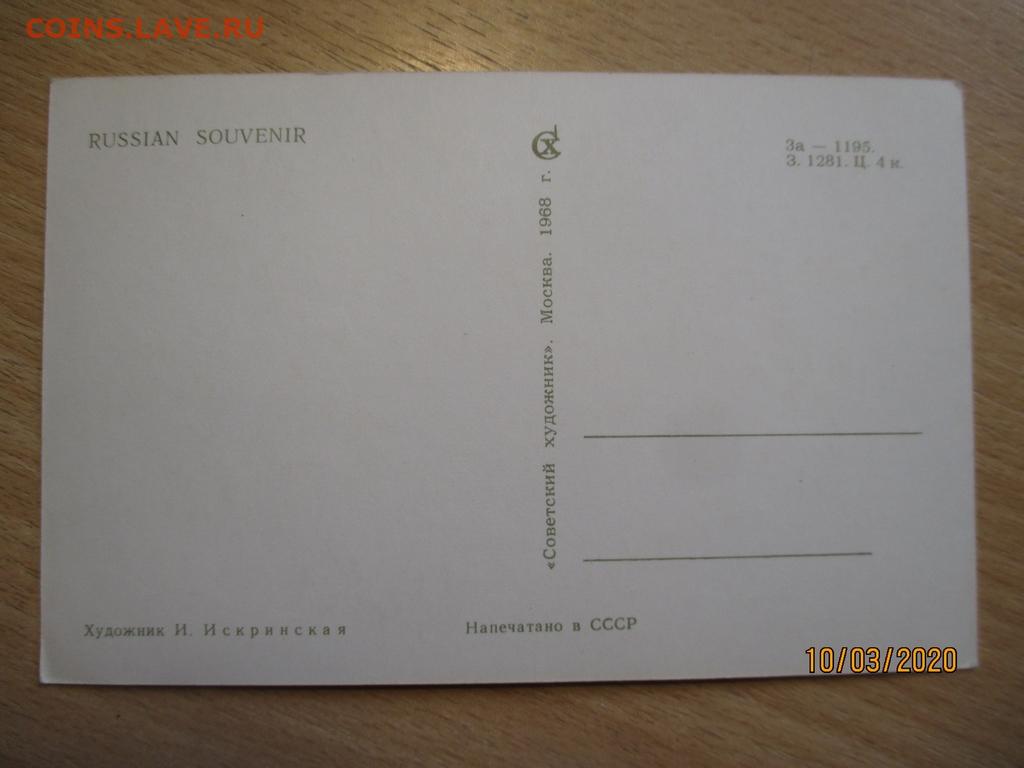 COINS.LAVE.RU
RUSSIAN SOUVENIR
СХ
За — 1195.
З. 1281. Ц. 4 к.
«Советский художник». Москва. 1968 г.
Художник И. Искринская
Напечатано в СССР
10/03/2020